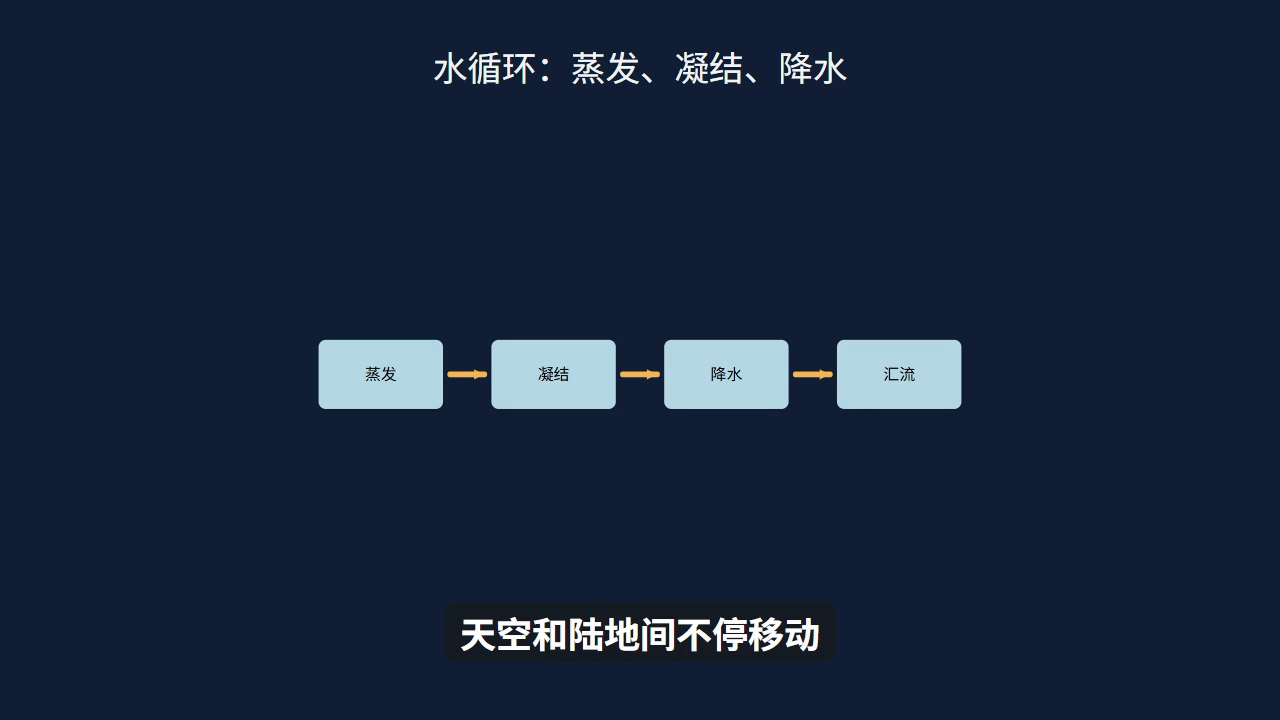 水循环：蒸发、凝结、降水
蒸发
凝结
降水
汇流
天空和陆地间不停移动